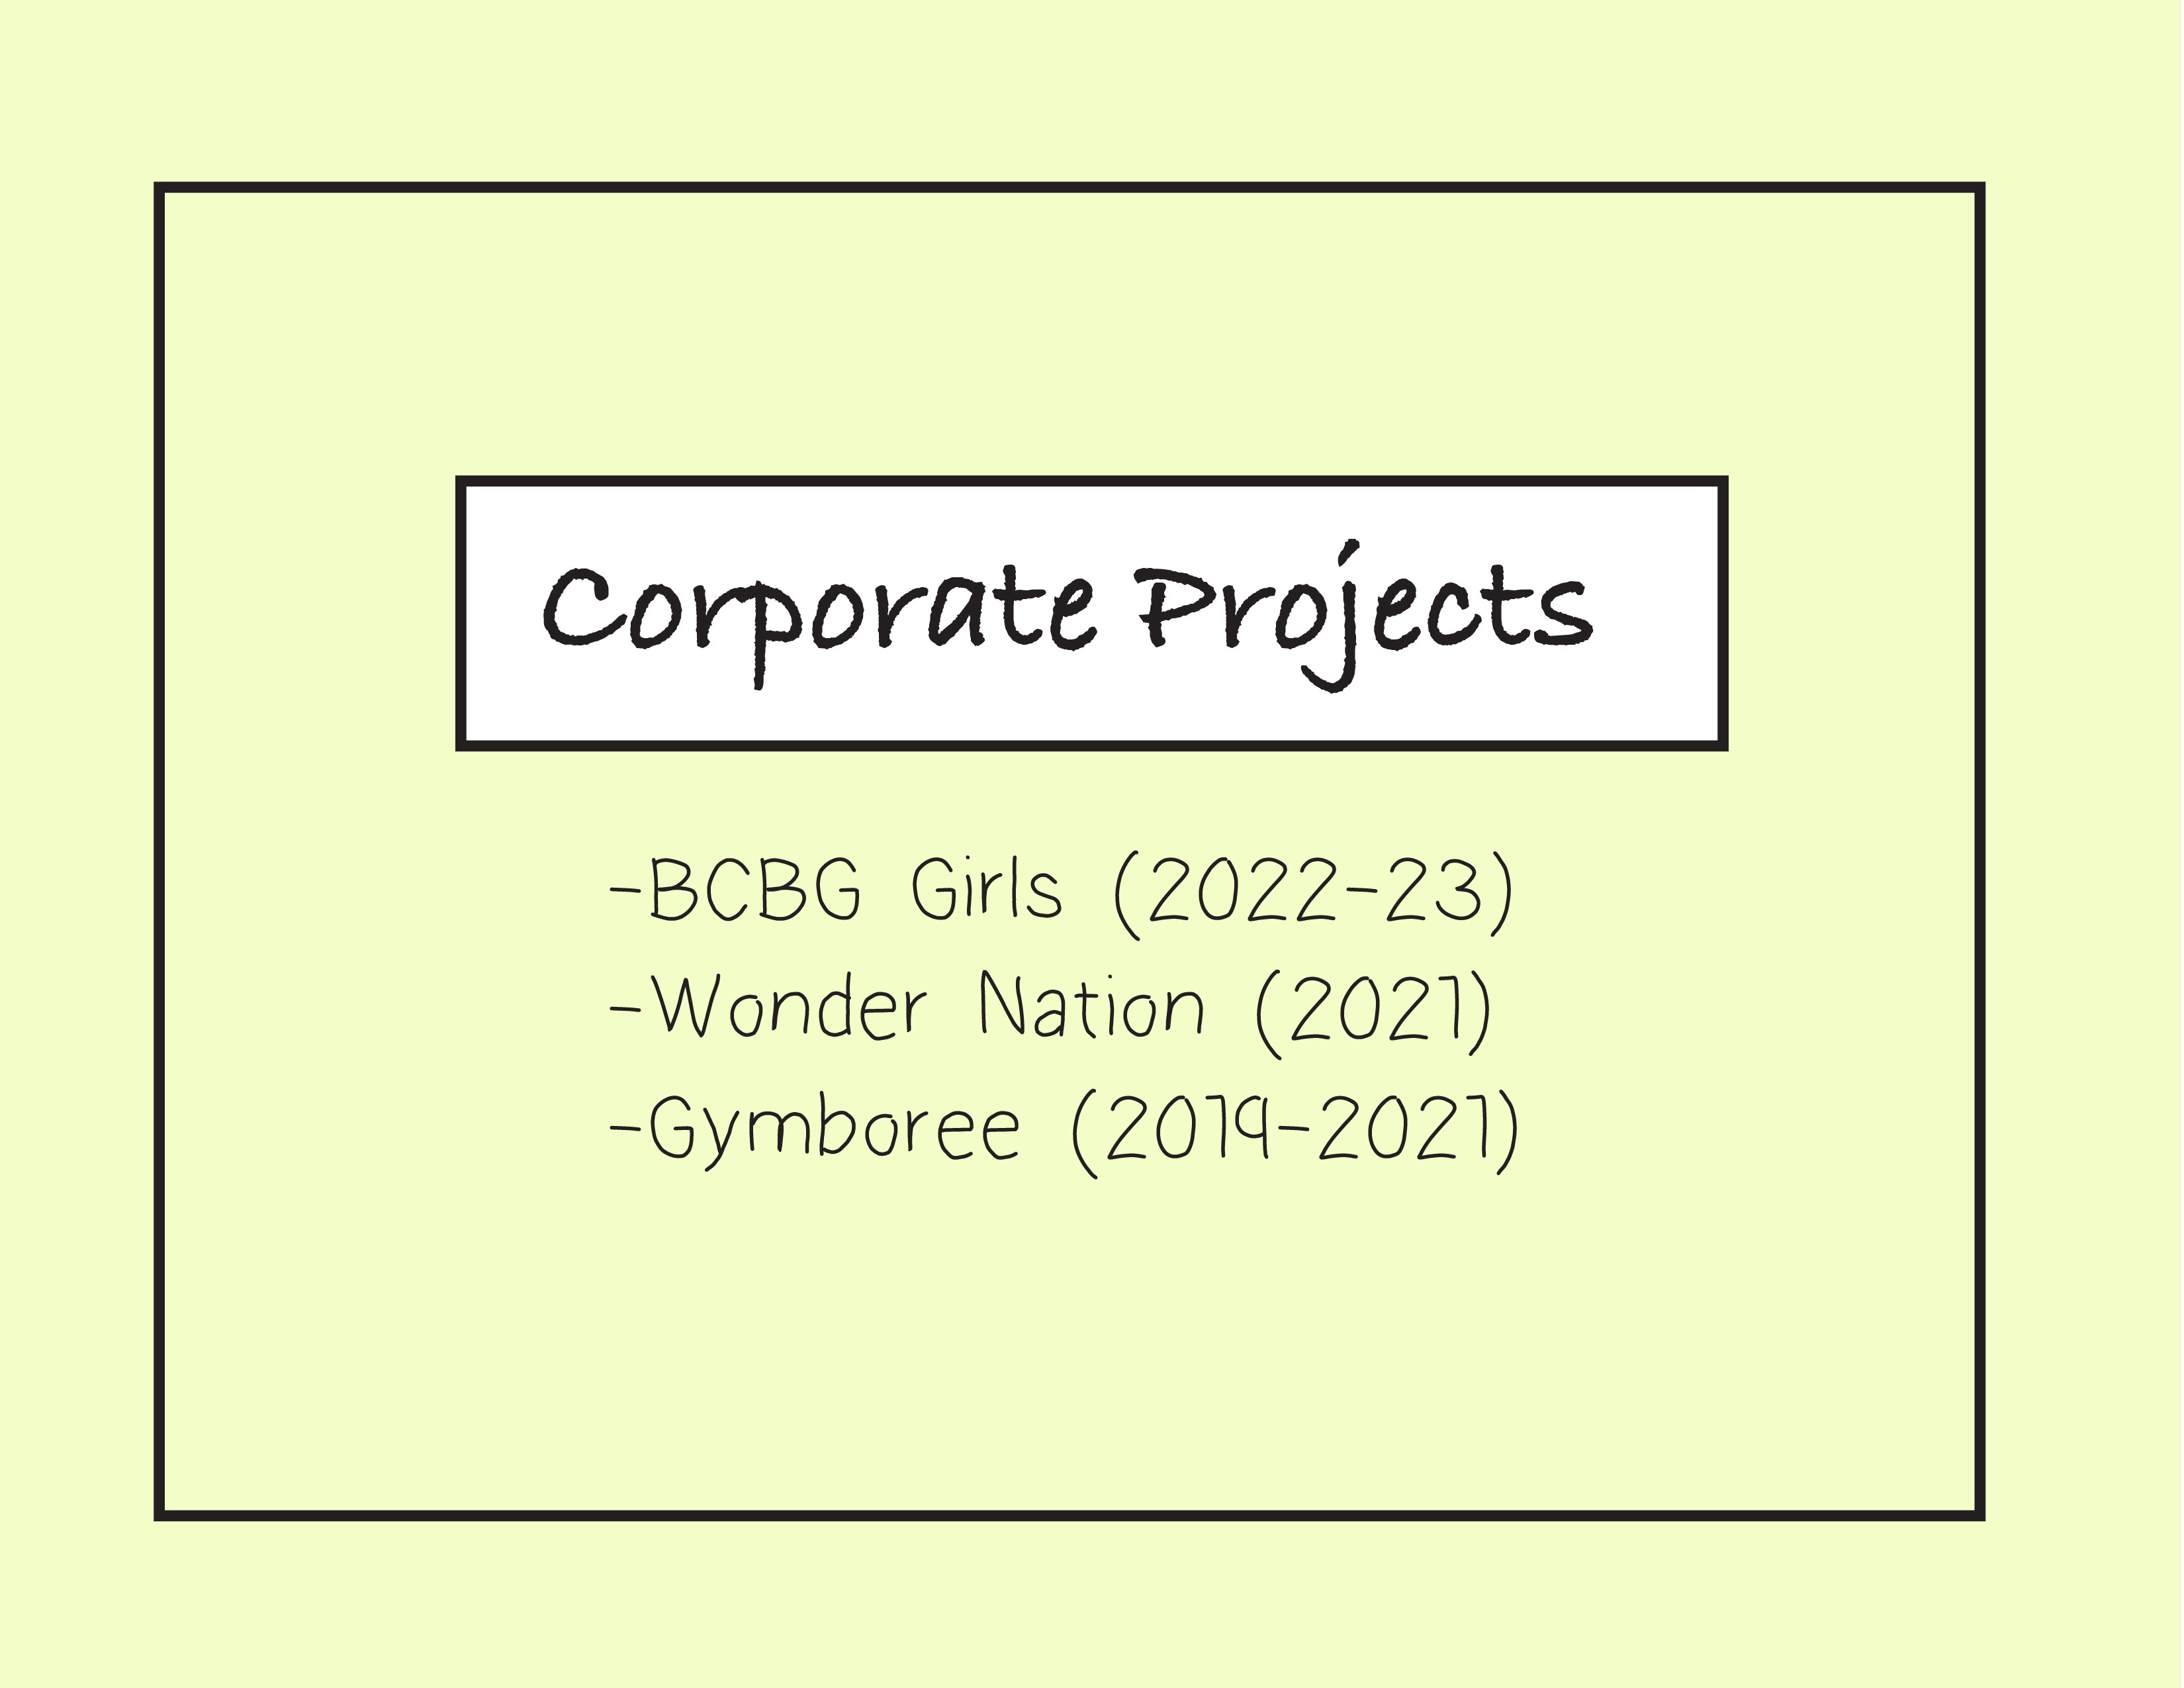 Corporate Projects
-BCBG Girls (2022-23)
-Wonder Nation (2021)
-Gymboree (2019-2021)